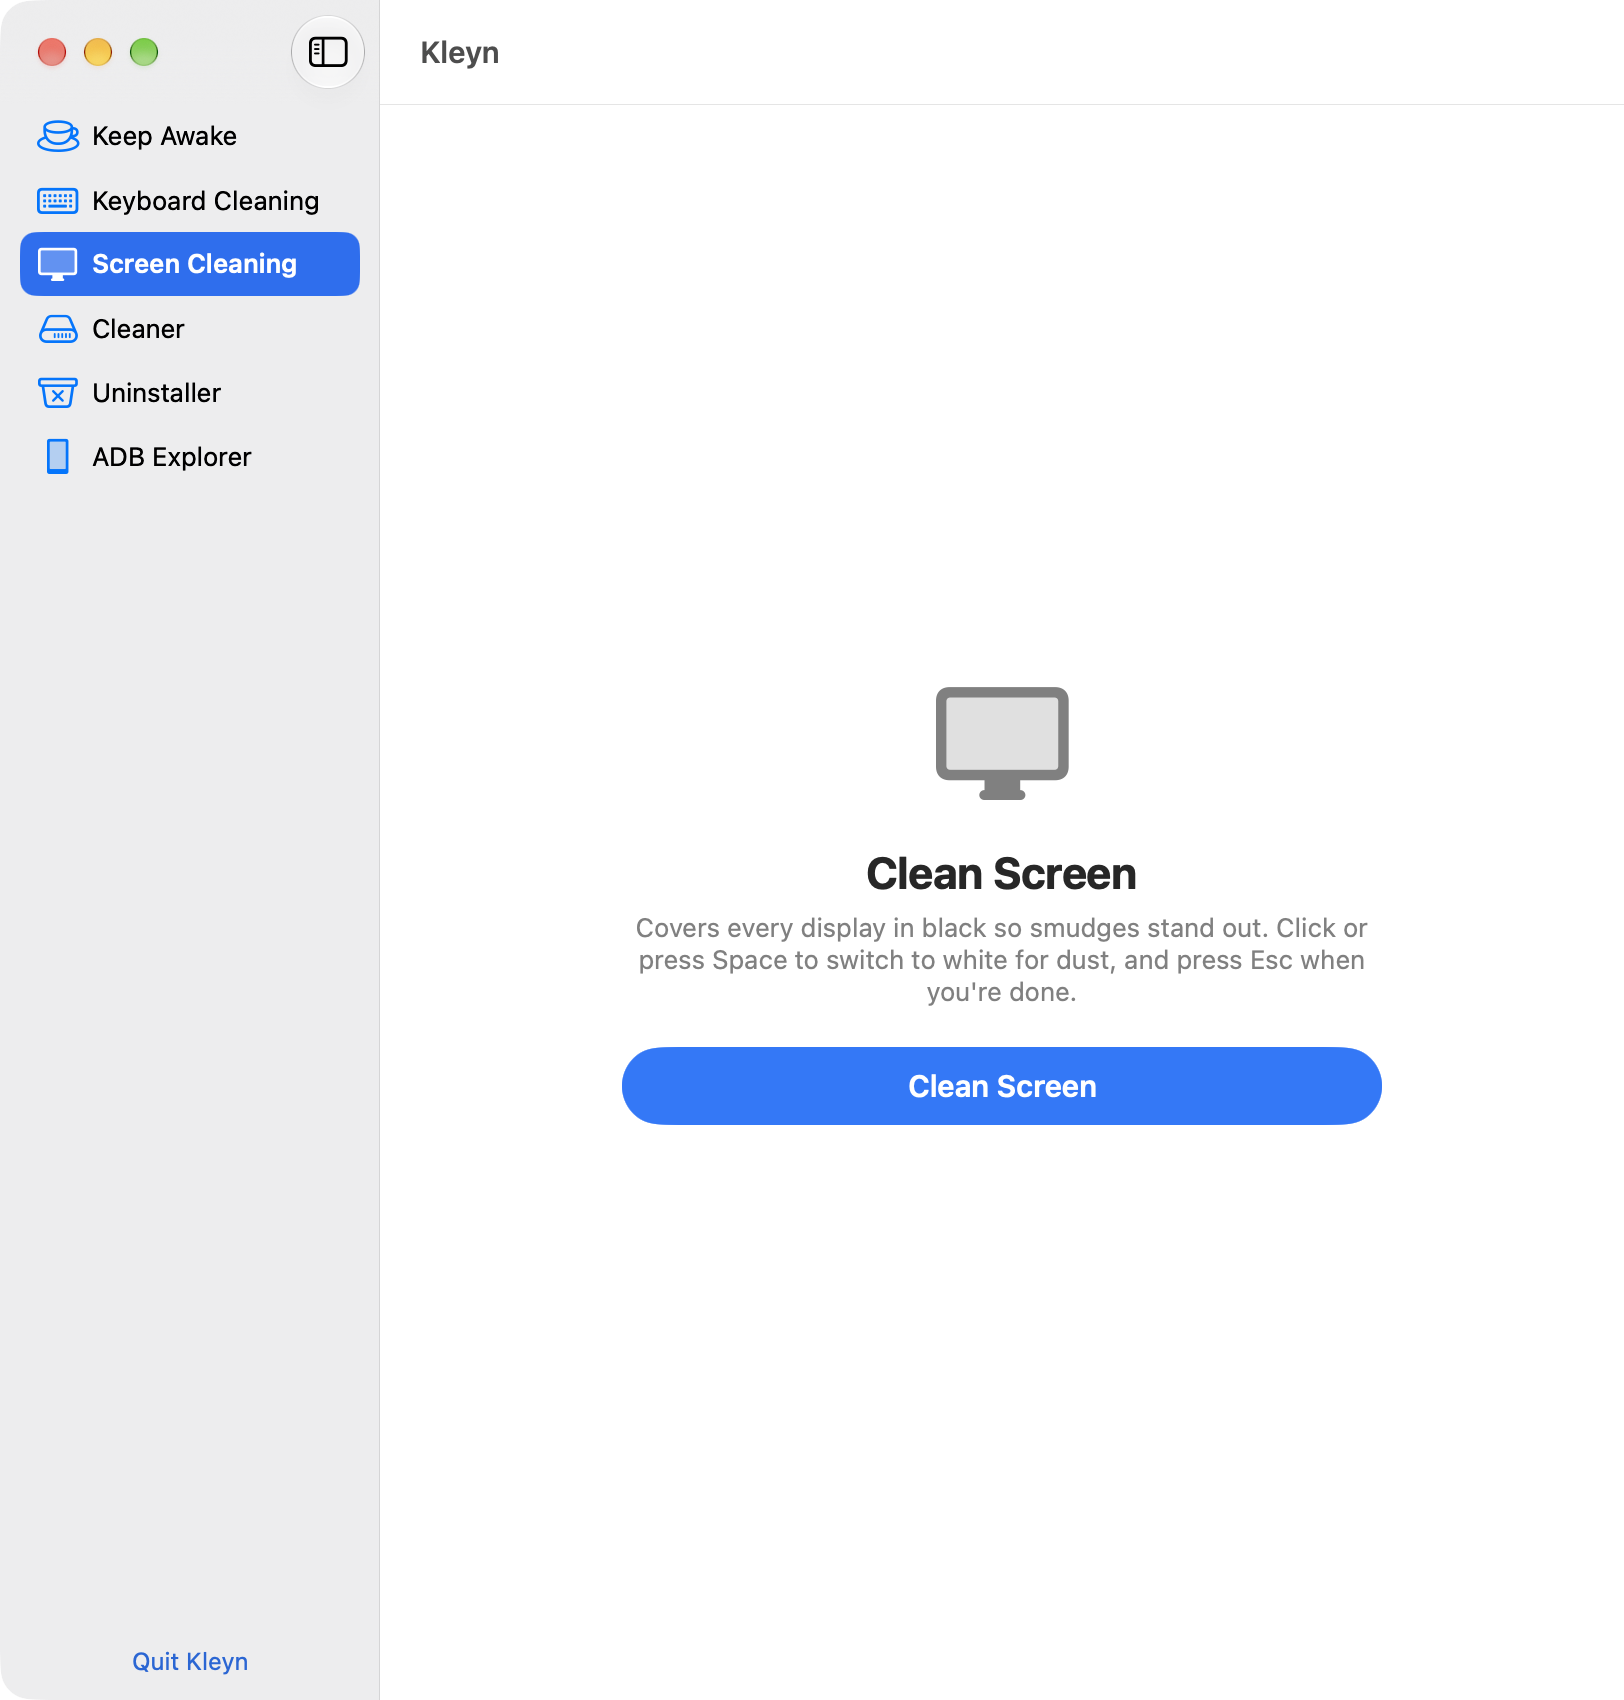 Kleyn
Keep Awake
Keyboard Cleaning
Screen Cleaning
Cleaner
Uninstaller
ADB Explorer
Clean Screen
Covers every display in black so smudges stand out. Click or
press Space to switch to white for dust, and press Esc when
you're done.
Clean Screen
Quit Kleyn